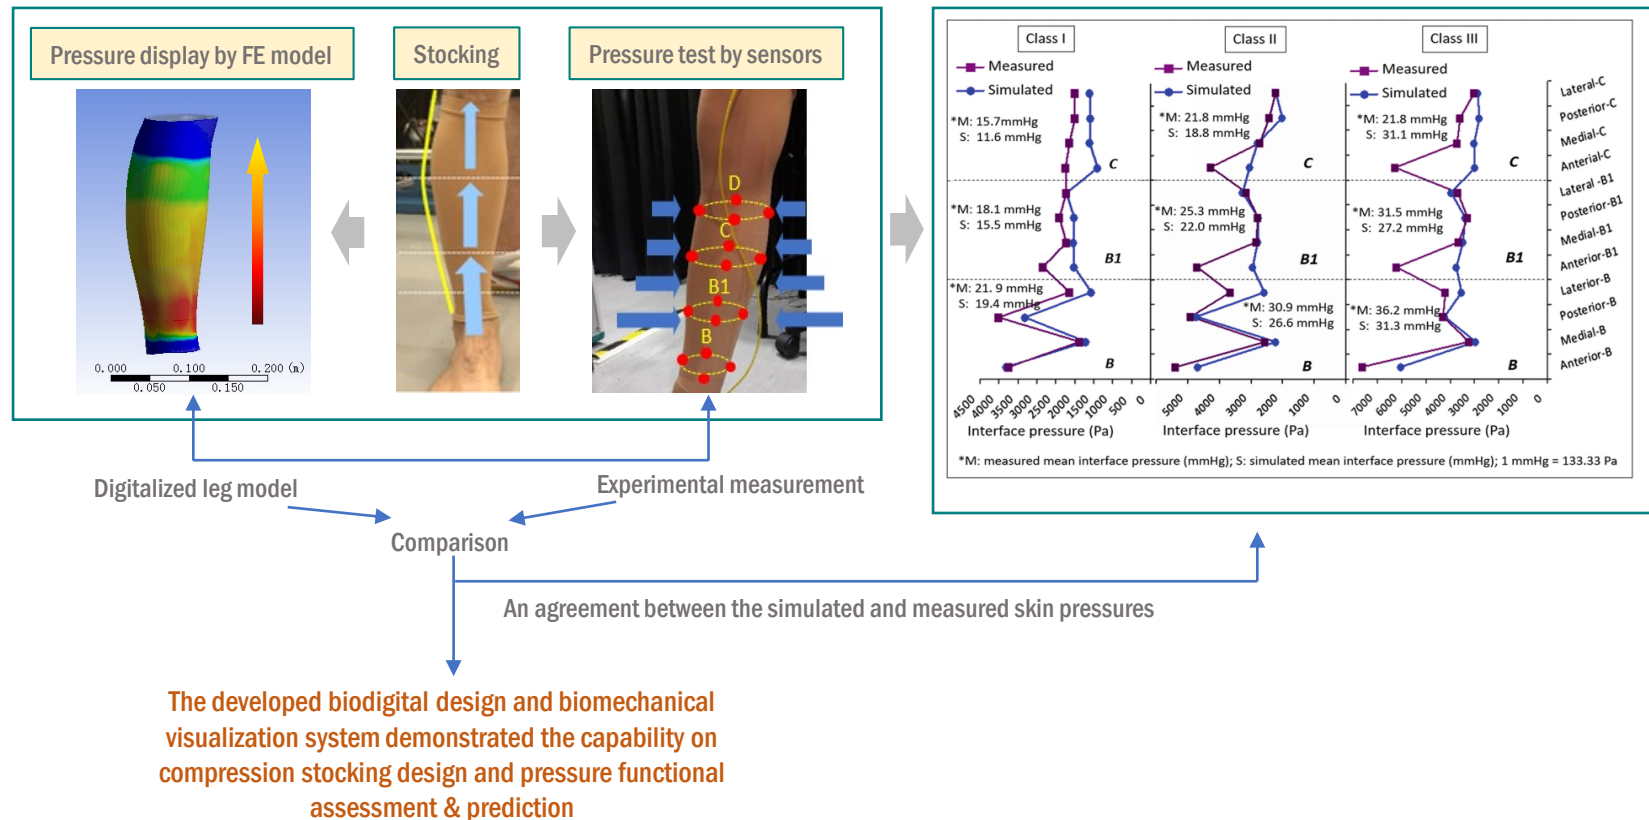 Pressure display by FE model
Stocking
Pressure test by sensors
0.000
0.100
0.200 (m)
0.050
0.150
D
C
B1
B
Digitalized leg model
Experimental measurement
Comparison
An agreement between the simulated and measured skin pressures
The developed biodigital design and biomechanical
visualization system demonstrated the capability on
compression stocking design and pressure functional
assessment & prediction
Class I
Measured
Simulated
*M: 15.7mmHg
S: 11.6 mmHg
C
*M: 18.1 mmHg
S: 15.5 mmHg
B1
*M: 21.9 mmHg
S: 19.4 mmHg
B
4500
4000
3500
3000
2500
2000
1500
1000
500
0
Interface pressure (Pa)
Class II
Measured
Simulated
*M: 21.8 mmHg
S: 18.8 mmHg
C
*M: 25.3 mmHg
S: 22.0 mmHg
B1
*M: 30.9 mmHg
S: 26.6 mmHg
B
5000
4000
3000
2000
1000
0
Interface pressure (Pa)
Class III
Measured
Simulated
*M: 21.8 mmHg
S: 31.1 mmHg
C
*M: 31.5 mmHg
S: 27.2 mmHg
B1
*M: 36.2 mmHg
S: 31.3 mmHg
B
7000
6000
5000
4000
3000
2000
1000
0
Interface pressure (Pa)
Lateral-C
Posterior-C
Medial-C
Anterial-C
Lateral -B1
Posterior-B1
Medial-B1
Anterior-B1
Laterior-B
Posterior-B
Medial-B
Anterior-B
*M: measured mean interface pressure (mmHg); S: simulated mean interface pressure (mmHg); 1 mmHg = 133.33 Pa